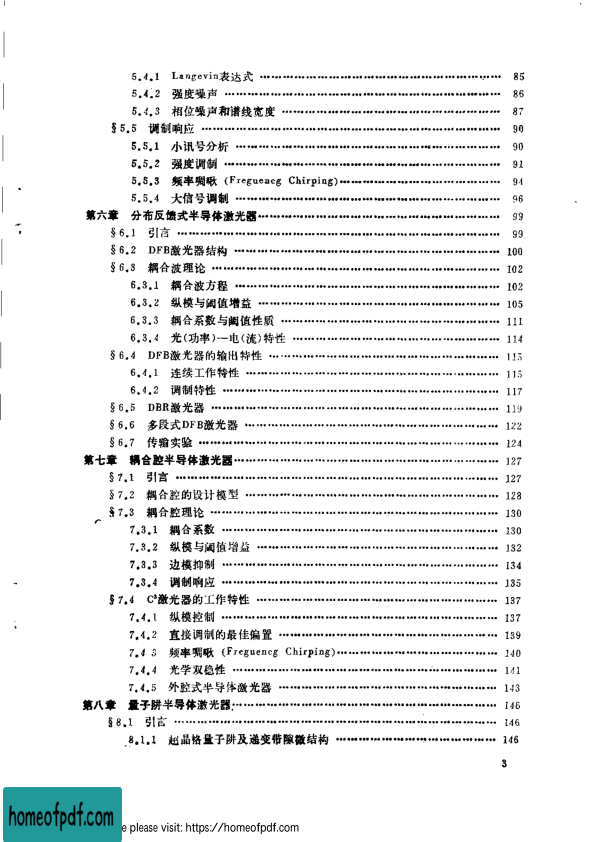 5.4.1 Langevin表达式 …… 85
5.4.2 强度噪声 …… 86
5.4.3 相位噪声和谱线宽度 …… 87
§5.5 调制响应 …… 90
5.5.1 小讯号分析 …… 90
5.5.2 强度调制 …… 91
5.5.3 频率啁啾 (Freguencg Chirping) …… 94
5.5.4 大信号调制 …… 96
第六章 分布反馈式半导体激光器 …… 99
§6.1 引言 …… 99
§6.2 DFB激光器结构 …… 100
§6.3 耦合波理论 …… 102
6.3.1 耦合波方程 …… 102
6.3.2 纵模与阈值增益 …… 105
6.3.3 耦合系数与阈值性质 …… 111
6.3.4 光(功率)—电(流)特性 …… 114
§6.4 DFB激光器的输出特性 …… 115
6.4.1 连续工作特性 …… 115
6.4.2 调制特性 …… 117
§6.5 DBR激光器 …… 119
§6.6 多段式DFB激光器 …… 122
§6.7 传输实验 …… 124
第七章 耦合腔半导体激光器 …… 127
§7.1 引言 …… 127
§7.2 耦合腔的设计模型 …… 128
§7.3 耦合腔理论 …… 130
7.3.1 耦合系数 …… 130
7.3.2 纵模与阈值增益 …… 132
7.3.3 边模抑制 …… 134
7.3.4 调制响应 …… 135
§7.4 C³激光器的工作特性 …… 137
7.4.1 纵模控制 …… 137
7.4.2 直接调制的最佳偏置 …… 139
7.4 3 频率啁啾 (Freguencg Chirping) …… 140
7.4.4 光学双稳性 …… 141
7.4.5 外腔式半导体激光器 …… 143
第八章 量子阱半导体激光器 …… 146
§8.1 引言 …… 146
8.1.1 超晶格量子阱及递变带隙微结构 …… 146
3
homeofpdf.com
e please visit: https://homeofpdf.com